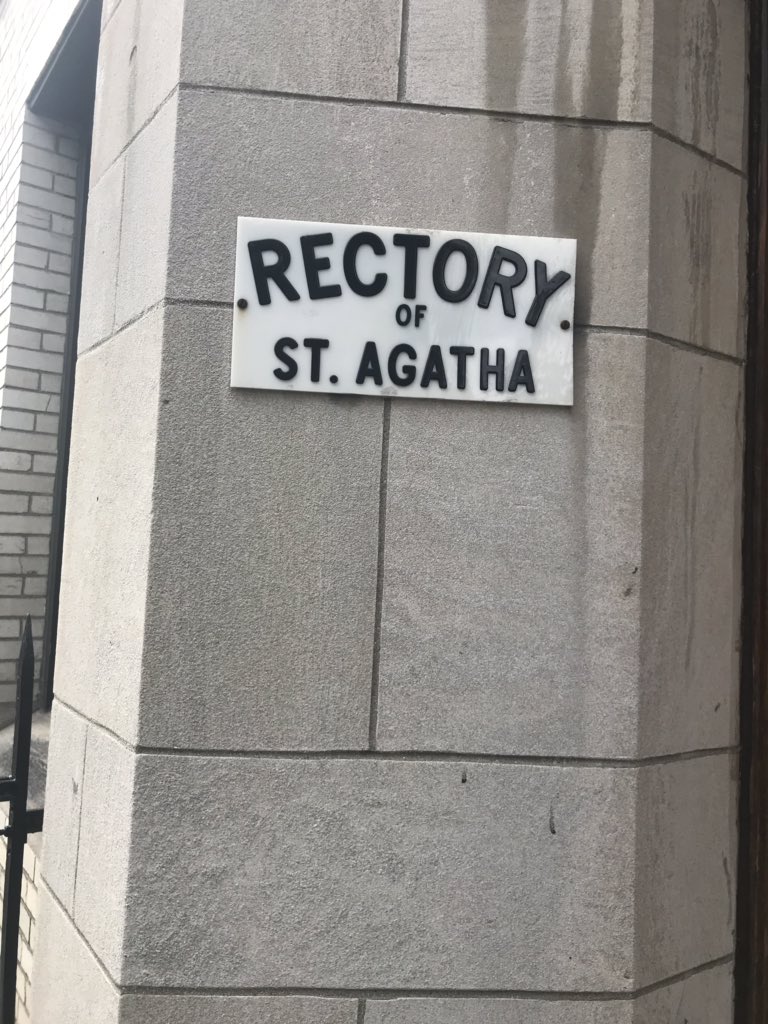 RECTORY
OF
ST. AGATHA